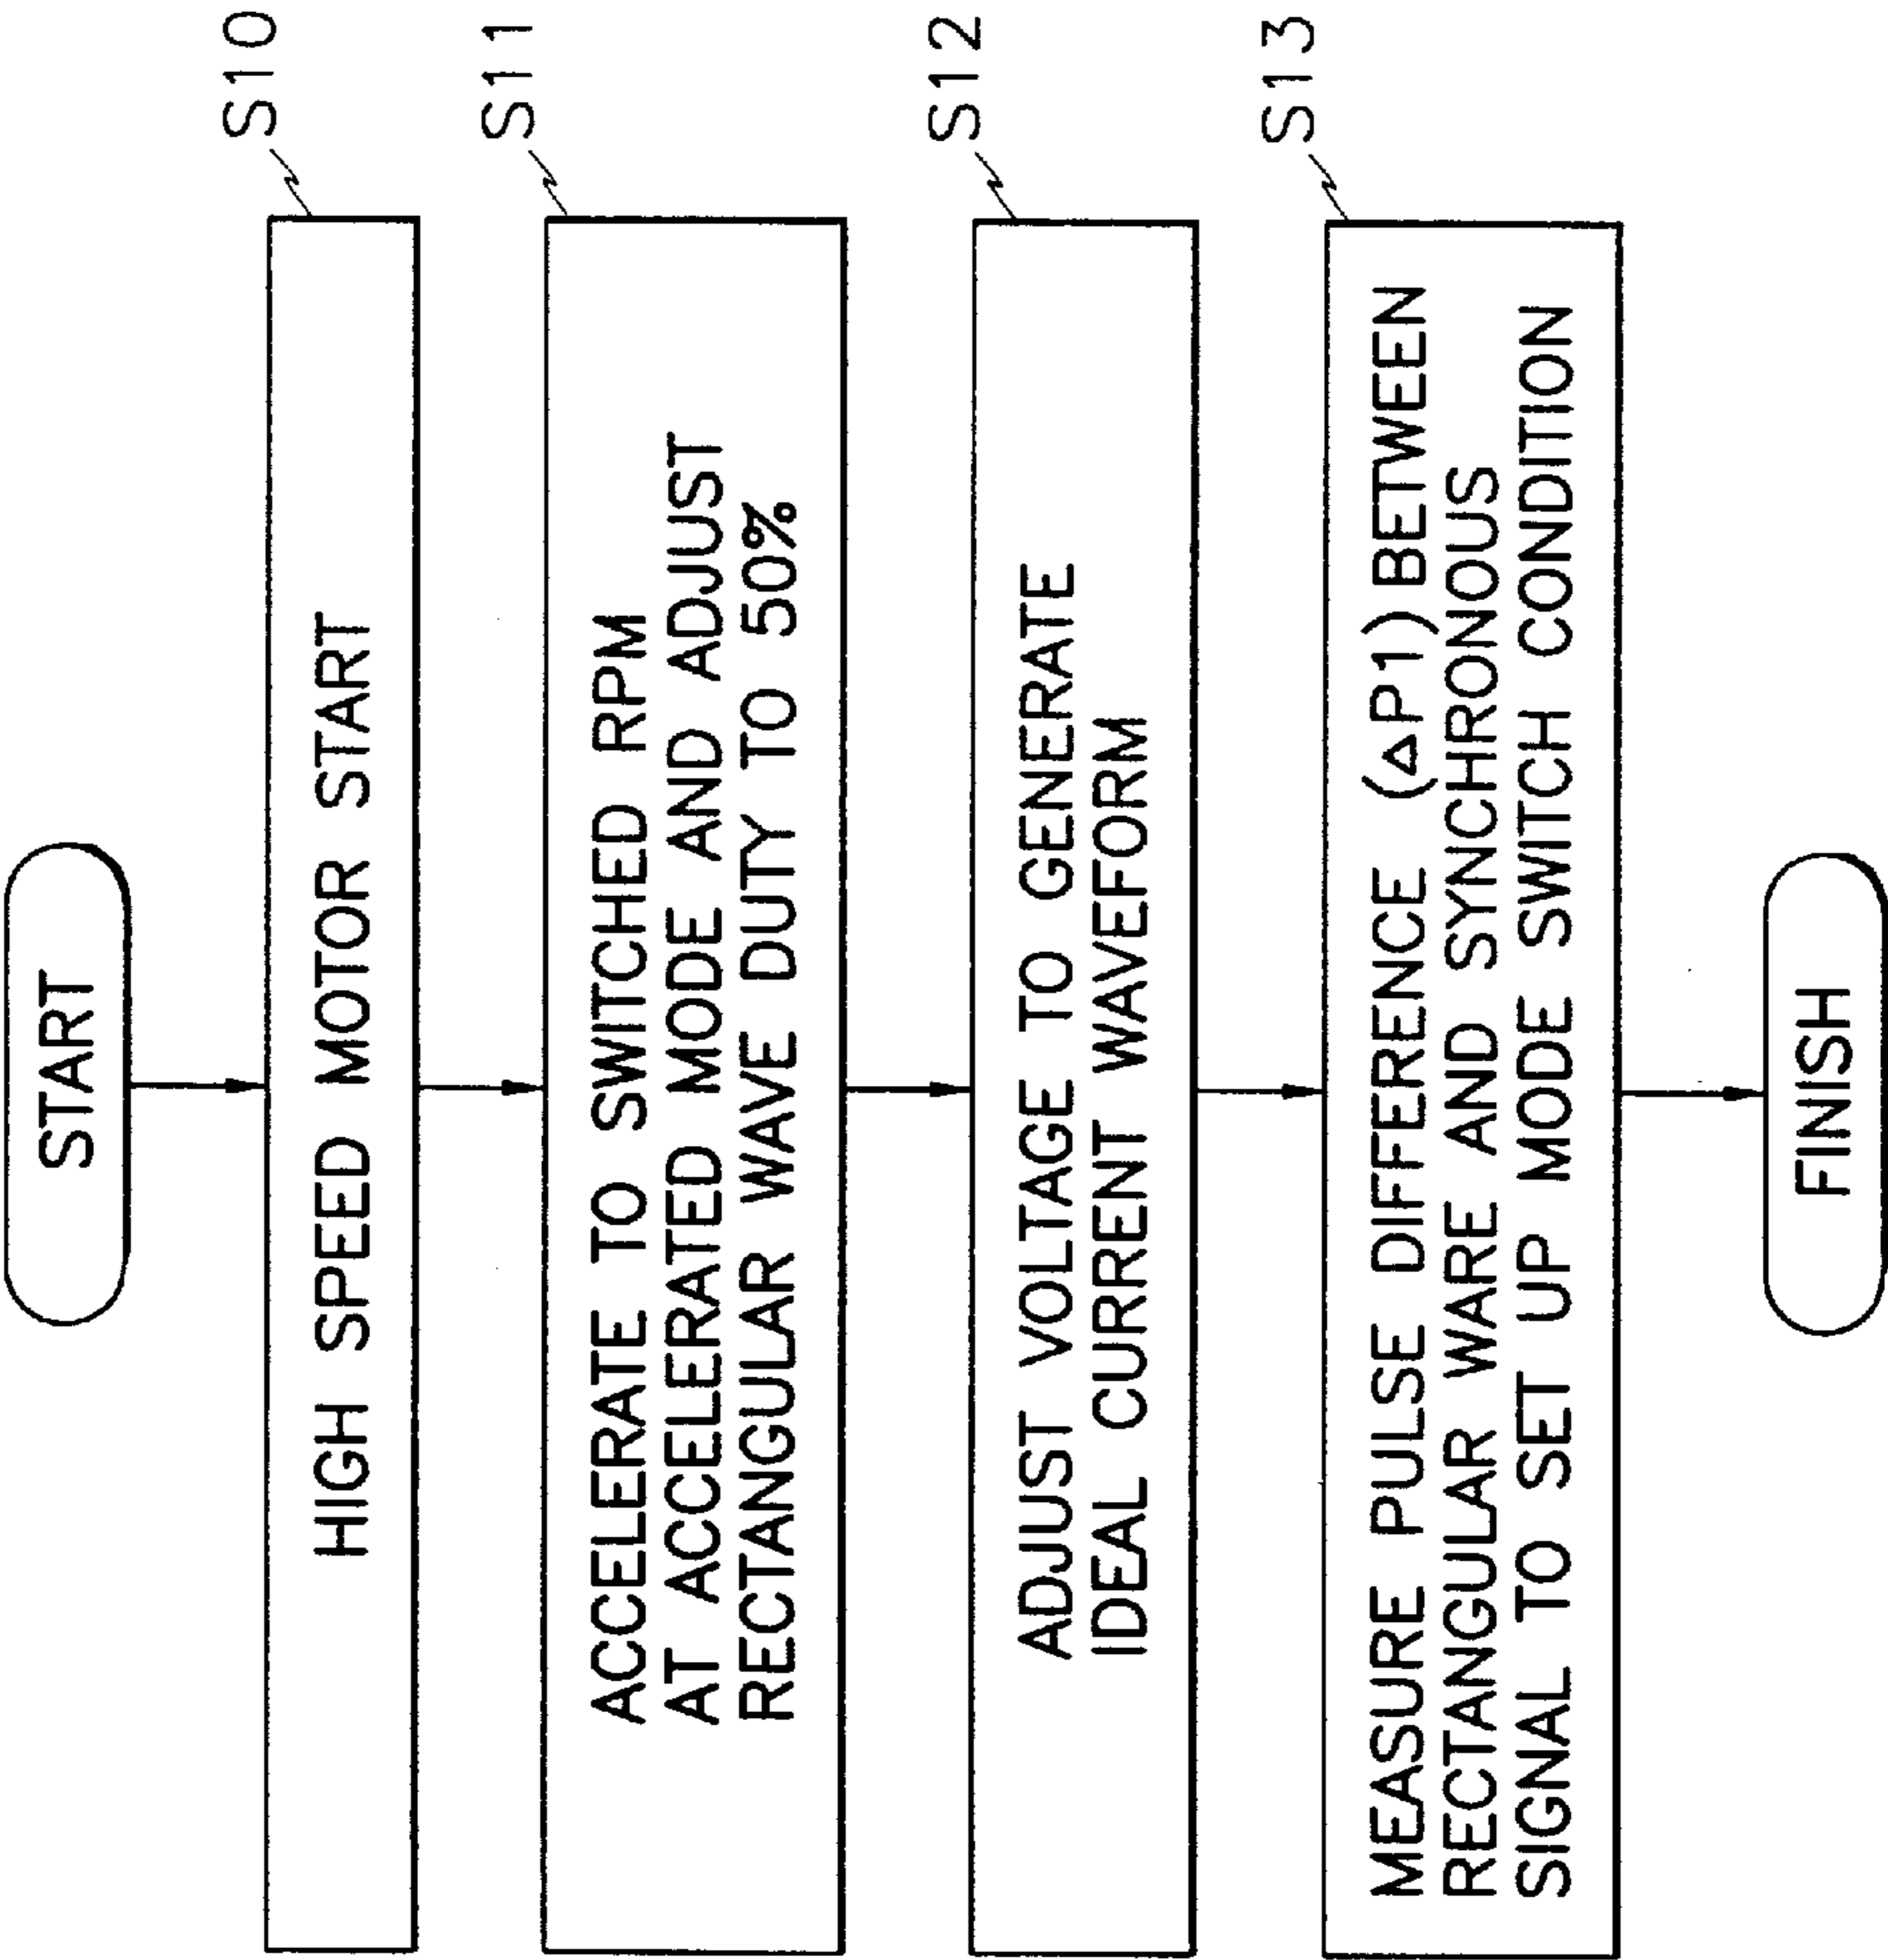 START
S10
HIGH SPEED MOTOR START
S11
ACCELERATE TO SWITCHED RPM
AT ACCELERATED MODE AND ADJUST
RECTANGULAR WAVE DUTY TO 50%
S12
ADJUST VOLTAGE TO GENERATE
IDEAL CURRENT WAVEFORM
S13
MEASURE PULSE DIFFERENCE (△P1) BETWEEN
RECTANGULAR WARE AND SYNCHRONOUS
SIGNAL TO SET UP MODE SWITCH CONDITION
FINISH